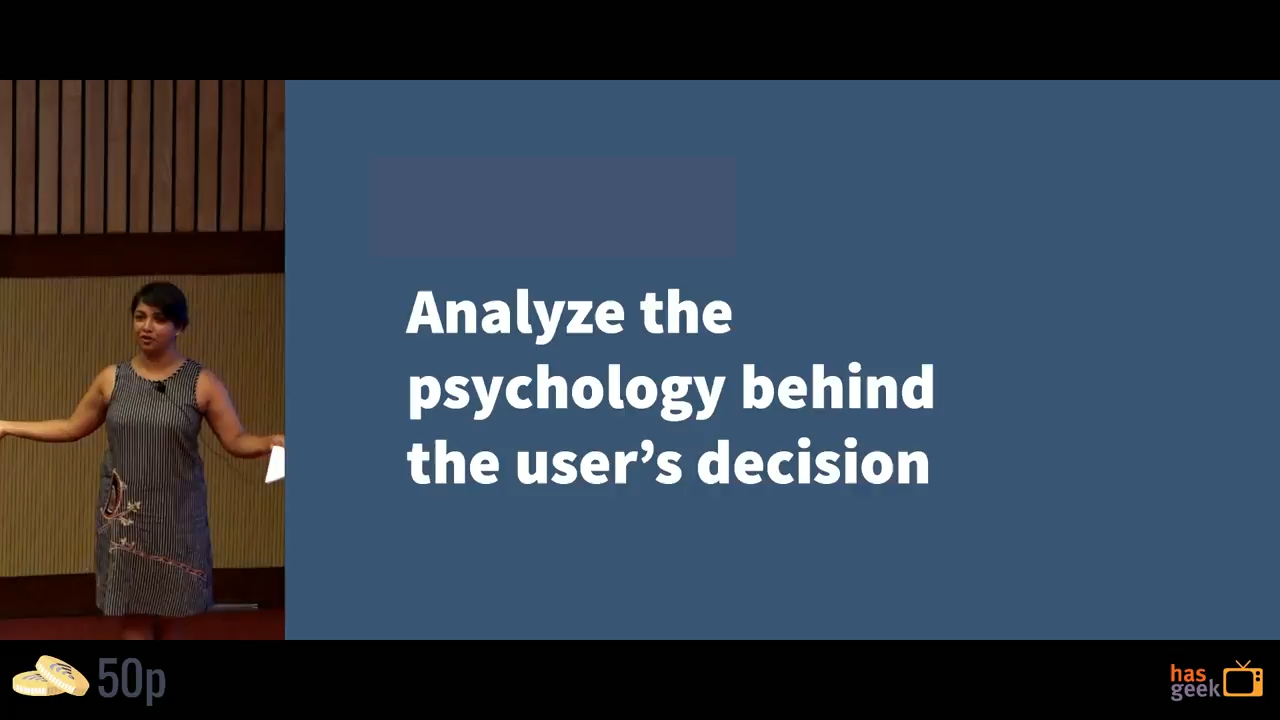 Analyze the
psychology behind
the user’s decision
50p
has
geek